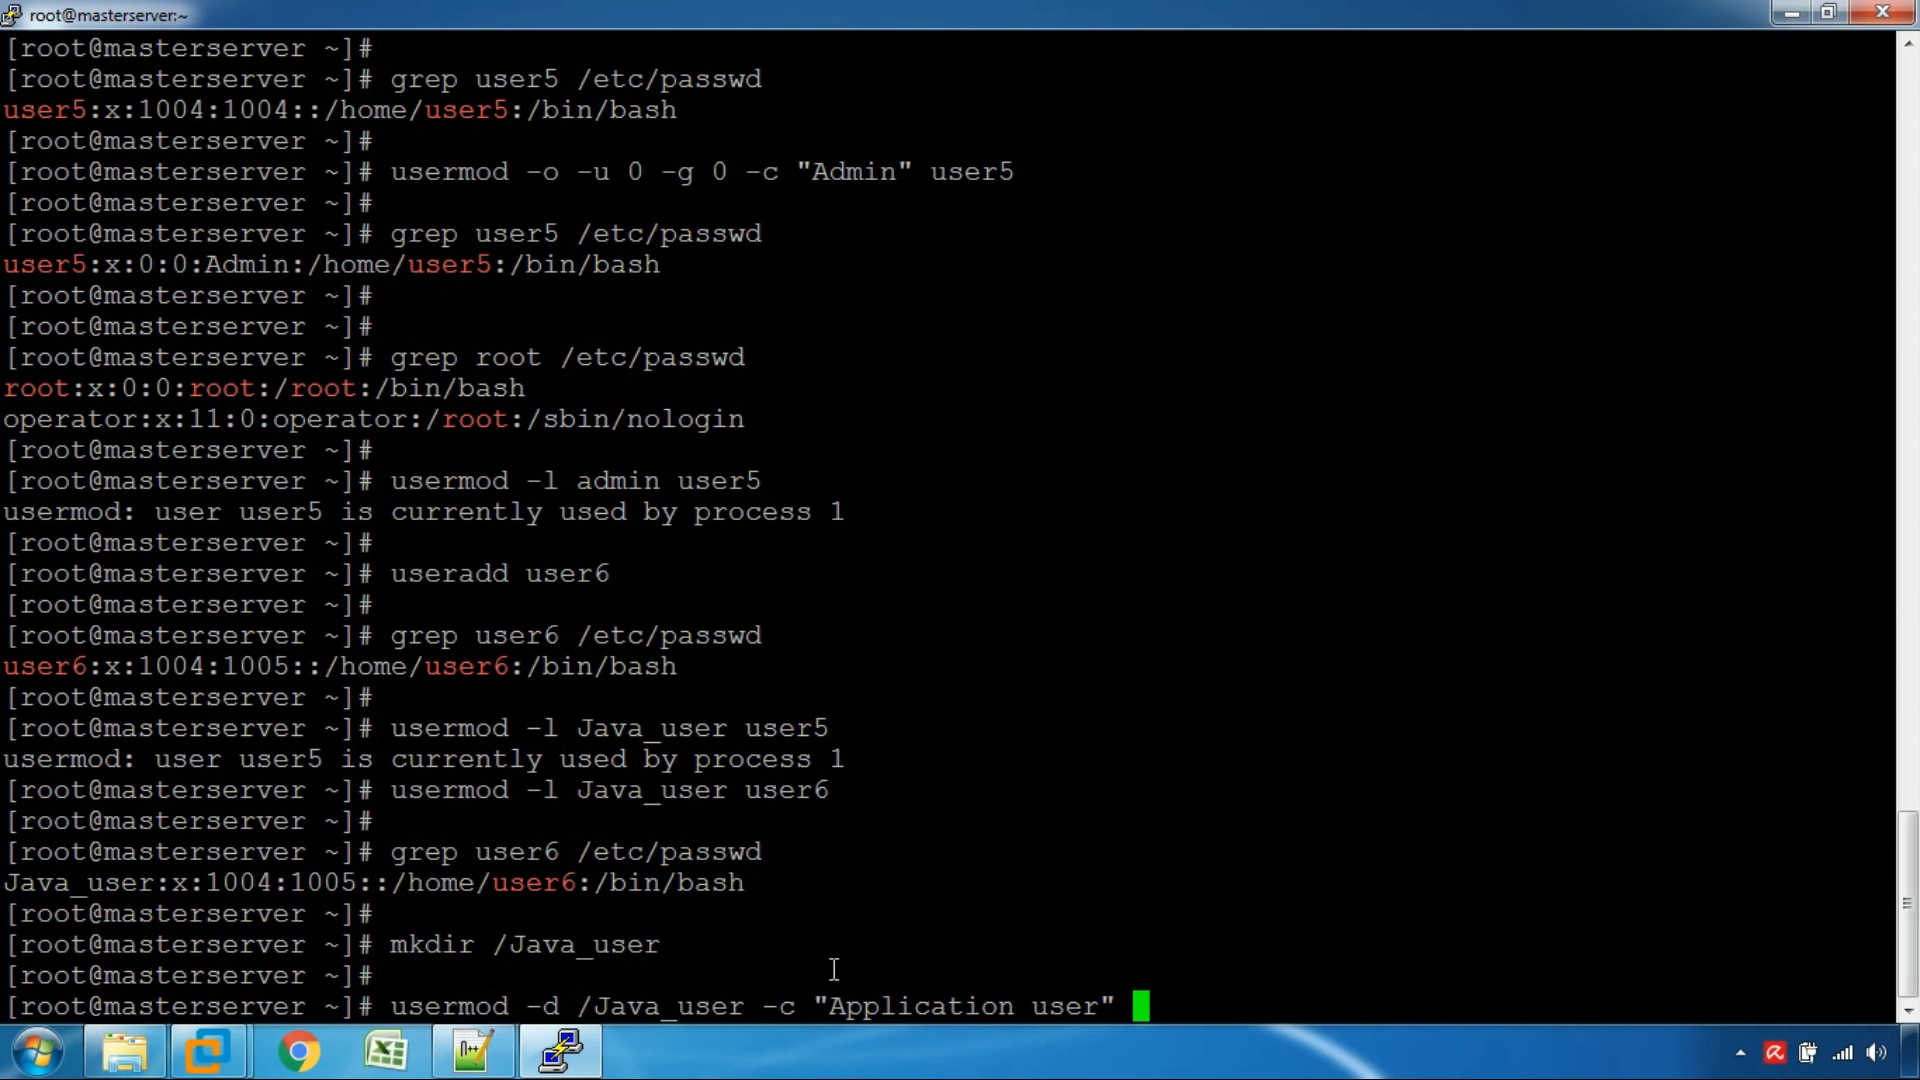 root@masterserver:~
[root@masterserver ~]#
[root@masterserver ~]# grep user5 /etc/passwd
user5:x:1004:1004::/home/user5:/bin/bash
[root@masterserver ~]#
[root@masterserver ~]# usermod -o -u 0 -g 0 -c "Admin" user5
[root@masterserver ~]#
[root@masterserver ~]# grep user5 /etc/passwd
user5:x:0:0:Admin:/home/user5:/bin/bash
[root@masterserver ~]#
[root@masterserver ~]#
[root@masterserver ~]# grep root /etc/passwd
root:x:0:0:root:/root:/bin/bash
operator:x:11:0:operator:/root:/sbin/nologin
[root@masterserver ~]#
[root@masterserver ~]# usermod -l admin user5
usermod: user user5 is currently used by process 1
[root@masterserver ~]#
[root@masterserver ~]# useradd user6
[root@masterserver ~]#
[root@masterserver ~]# grep user6 /etc/passwd
user6:x:1004:1005::/home/user6:/bin/bash
[root@masterserver ~]#
[root@masterserver ~]# usermod -l Java_user user5
usermod: user user5 is currently used by process 1
[root@masterserver ~]# usermod -l Java_user user6
[root@masterserver ~]#
[root@masterserver ~]# grep user6 /etc/passwd
Java_user:x:1004:1005::/home/user6:/bin/bash
[root@masterserver ~]#
[root@masterserver ~]# mkdir /Java_user
[root@masterserver ~]#
[root@masterserver ~]# usermod -d /Java_user -c "Application user"